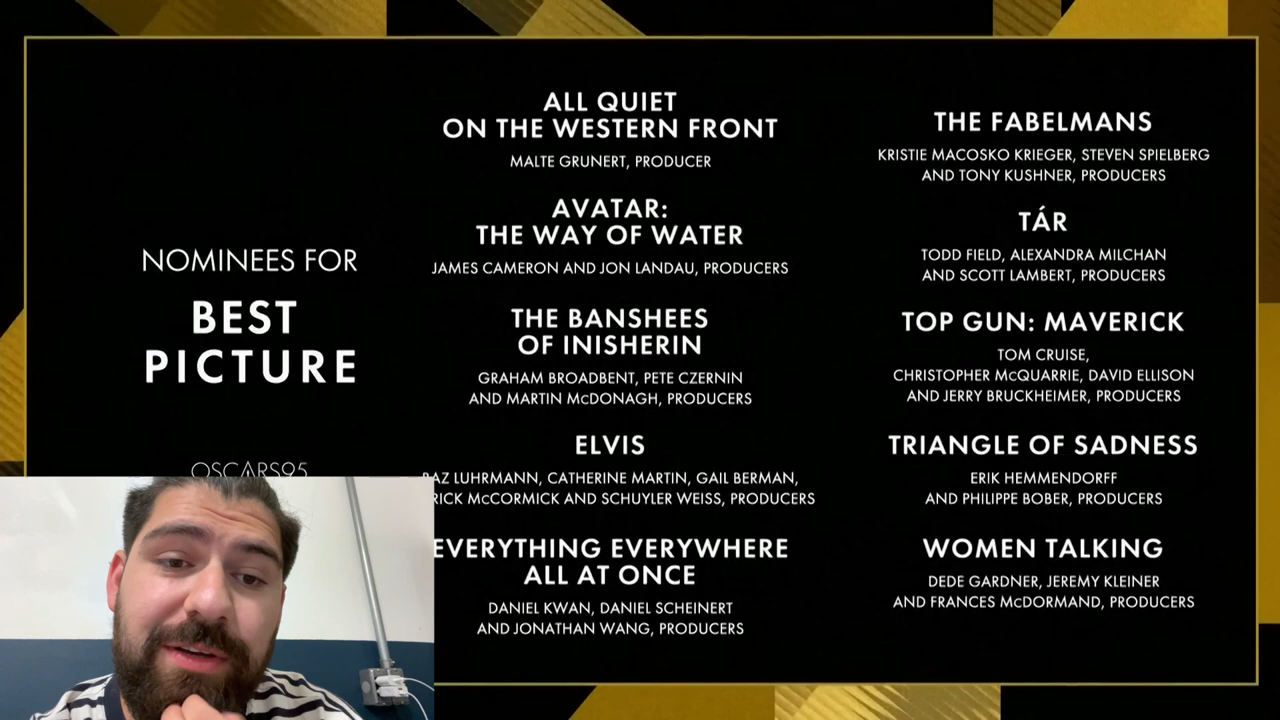 NOMINEES FOR
BEST
PICTURE
OSCARS95
ALL QUIET
ON THE WESTERN FRONT
MALTE GRUNERT, PRODUCER
AVATAR:
THE WAY OF WATER
JAMES CAMERON AND JON LANDAU, PRODUCERS
THE BANSHEES
OF INISHERIN
GRAHAM BROADBENT, PETE CZERNIN
AND MARTIN McDONAGH, PRODUCERS
ELVIS
BAZ LUHRMANN, CATHERINE MARTIN, GAIL BERMAN,
RICK McCORMICK AND SCHUYLER WEISS, PRODUCERS
EVERYTHING EVERYWHERE
ALL AT ONCE
DANIEL KWAN, DANIEL SCHEINERT
AND JONATHAN WANG, PRODUCERS
THE FABELMANS
KRISTIE MACOSKO KRIEGER, STEVEN SPIELBERG
AND TONY KUSHNER, PRODUCERS
TÁR
TODD FIELD, ALEXANDRA MILCHAN
AND SCOTT LAMBERT, PRODUCERS
TOP GUN: MAVERICK
TOM CRUISE,
CHRISTOPHER McQUARRIE, DAVID ELLISON
AND JERRY BRUCKHEIMER, PRODUCERS
TRIANGLE OF SADNESS
ERIK HEMMENDORFF
AND PHILIPPE BOBER, PRODUCERS
WOMEN TALKING
DEDE GARDNER, JEREMY KLEINER
AND FRANCES McDORMAND, PRODUCERS